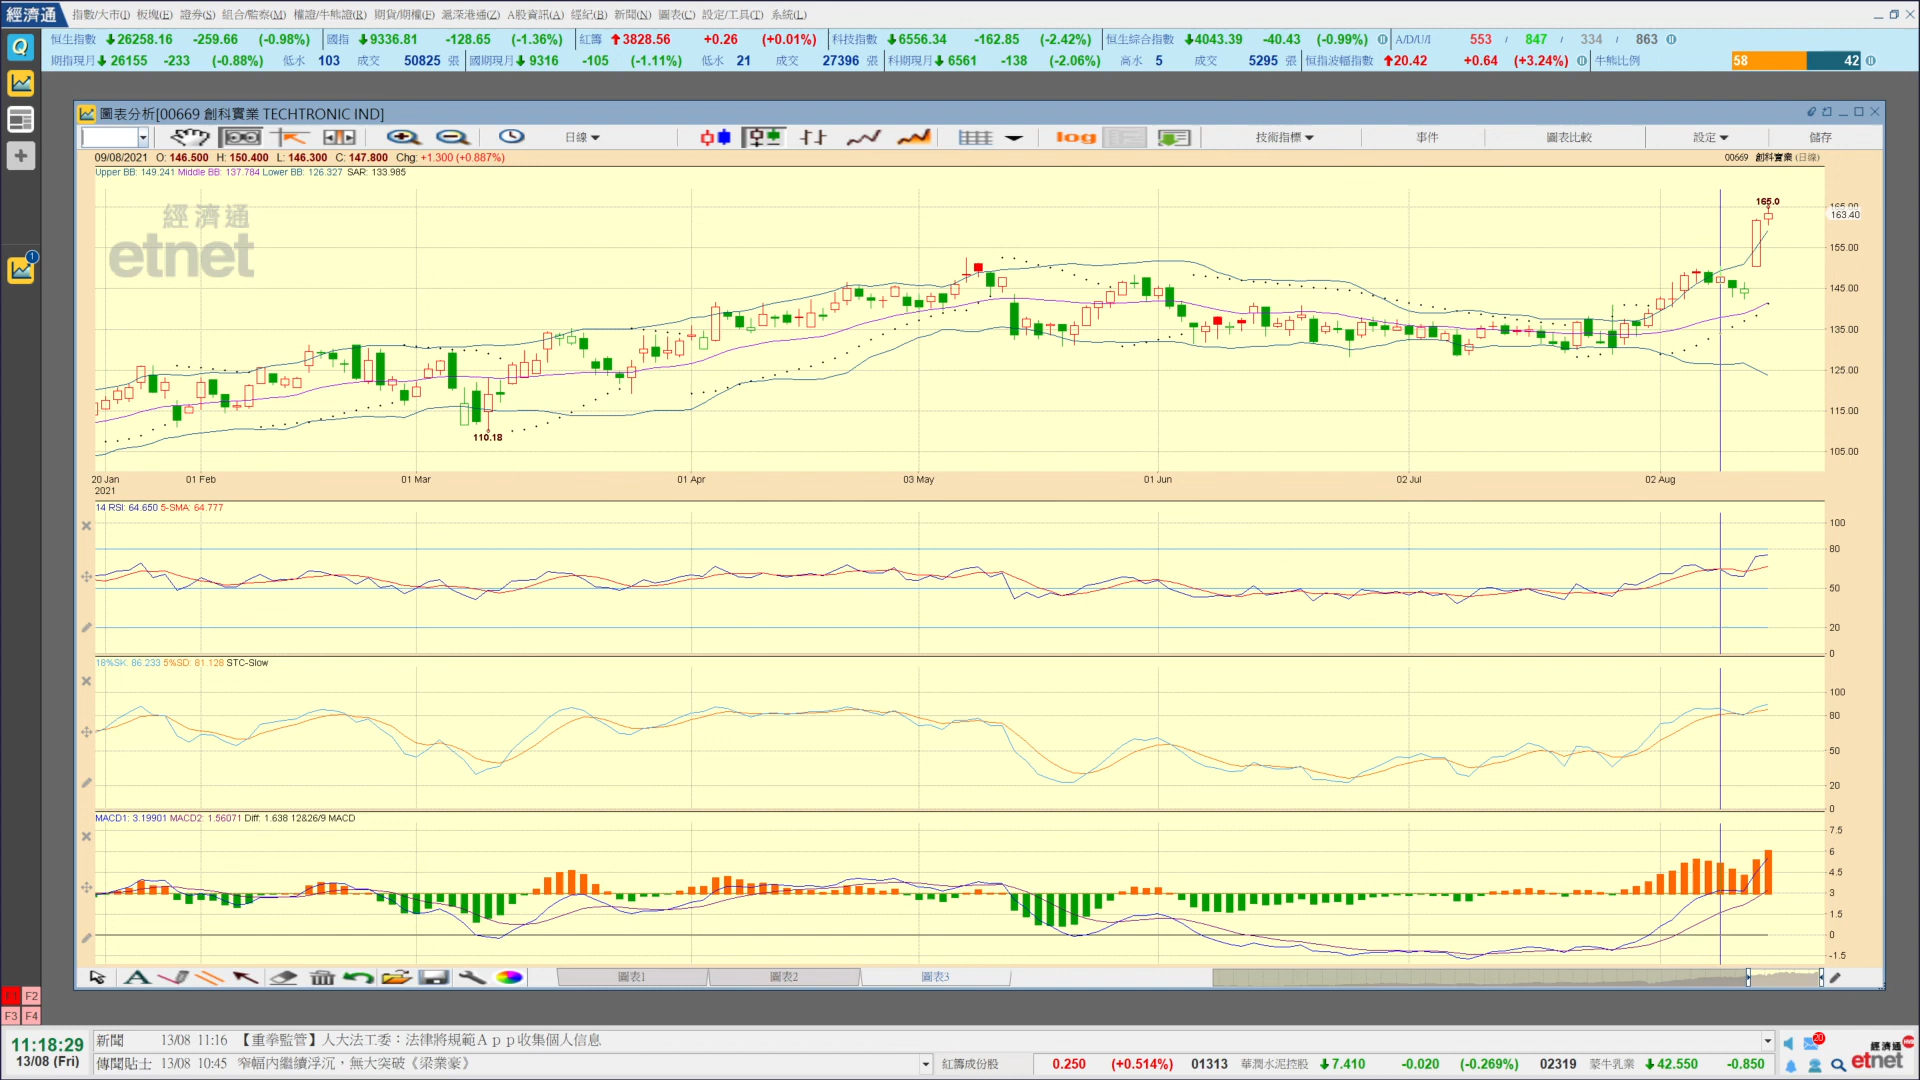 經濟通 指數/大市(I) 板塊(E) 證券(S) 組合/監察(M) 權證/牛熊證(R) 期貨/期權(F) 滬深港通(Z) A股資訊(A) 經紀(B) 新聞(N) 圖表(C) 設定/工具(T) 系統(L)
恒生指數 26258.16 -259.66 (-0.98%) 國指 9336.81 -128.65 (-1.36%) 紅籌 3828.56 +0.26 (+0.01%) 科技指數 6556.34 -162.85 (-2.42%) 恒生綜合指數 4043.39 -40.43 (-0.99%) A/D/U/I 553 / 847 / 334 / 863
期指現月 26155 -233 (-0.88%) 低水 103 成交 50825 張 國期現月 9316 -105 (-1.11%) 低水 21 成交 27396 張 科期現月 6561 -138 (-2.06%) 高水 5 成交 5295 張 恒指波幅指數 20.42 +0.64 (+3.24%) 牛熊比例 58 42
圖表分析[00669 創科實業 TECHTRONIC IND]
日線 log 技術指標 事件 圖表比較 設定 儲存
09/08/2021 O: 146.500 H: 150.400 L: 146.300 C: 147.800 Chg: +1.300 (+0.887%) 00669 創科實業 (日線)
Upper BB: 149.241 Middle BB: 137.784 Lower BB: 126.327 SAR: 133.985
經濟通
etnet
165.0
165.00
163.40
155.00
145.00
135.00
125.00
115.00
105.00
110.18
20 Jan 01 Feb 01 Mar 01 Apr 03 May 01 Jun 02 Jul 02 Aug
2021
14 RSI: 64.650 5-SMA: 64.777
100
80
50
20
0
18%SK: 86.233 5%SD: 81.128 STC-Slow
100
80
50
20
0
MACD1: 3.19901 MACD2: 1.56071 Diff: 1.638 12&26/9 MACD
7.5
6
4.5
3
1.5
0
-1.5
圖表1 圖表2 圖表3
F1 F2
F3 F4
11:18:29
13/08 (Fri)
新聞 13/08 11:16 【重拳監管】人大法工委：法律將規範App收集個人信息
傳聞貼士 13/08 10:45 窄幅內繼續浮沉，無大突破《梁業豪》
紅籌成份股 0.250 (+0.514%) 01313 華潤水泥控股 7.410 -0.020 (-0.269%) 02319 蒙牛乳業 42.550 -0.850
20
經濟通
etnet